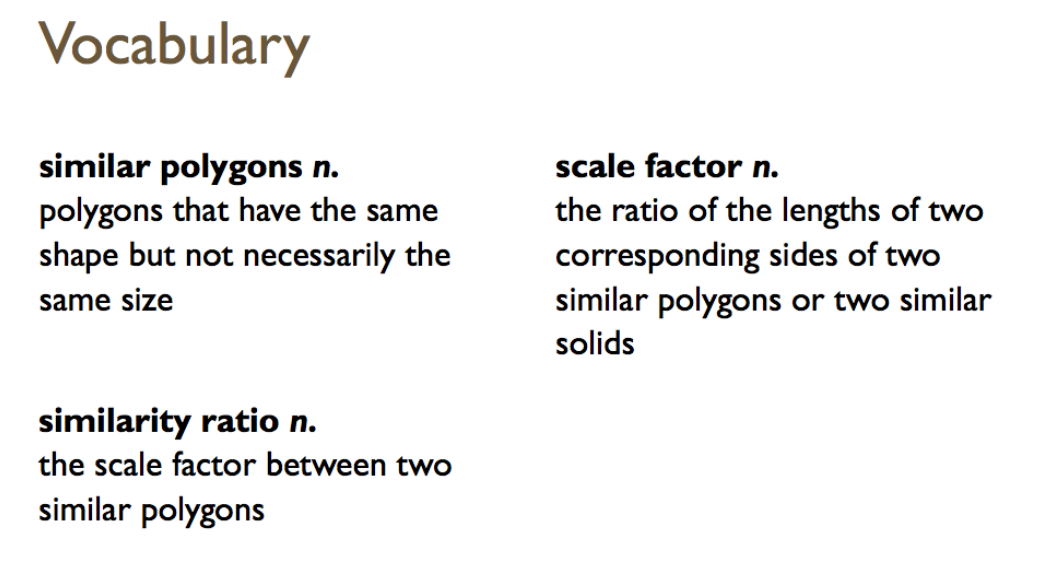 Vocabulary
similar polygons n.
polygons that have the same
shape but not necessarily the
same size
similarity ratio n.
the scale factor between two
similar polygons
scale factor n.
the ratio of the lengths of two
corresponding sides of two
similar polygons or two similar
solids